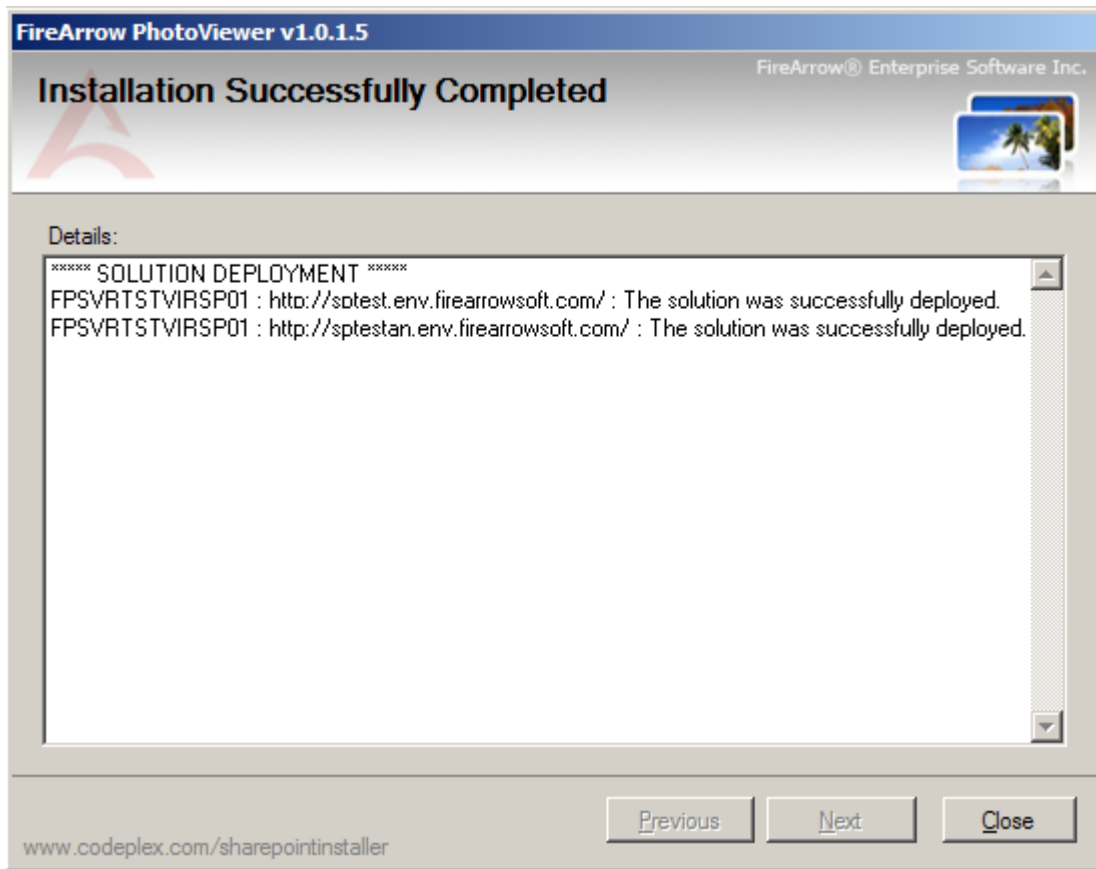 FireArrow PhotoViewer v1.0.1.5
FireArrow® Enterprise Software Inc.
Installation Successfully Completed
Details:
***** SOLUTION DEPLOYMENT *****
FPSVRTSTVIRSP01 : http://sptest.env.firearrowsoft.com/ : The solution was successfully deployed.
FPSVRTSTVIRSP01 : http://sptestan.env.firearrowsoft.com/ : The solution was successfully deployed.
Previous
Next
Close
www.codeplex.com/sharepointinstaller